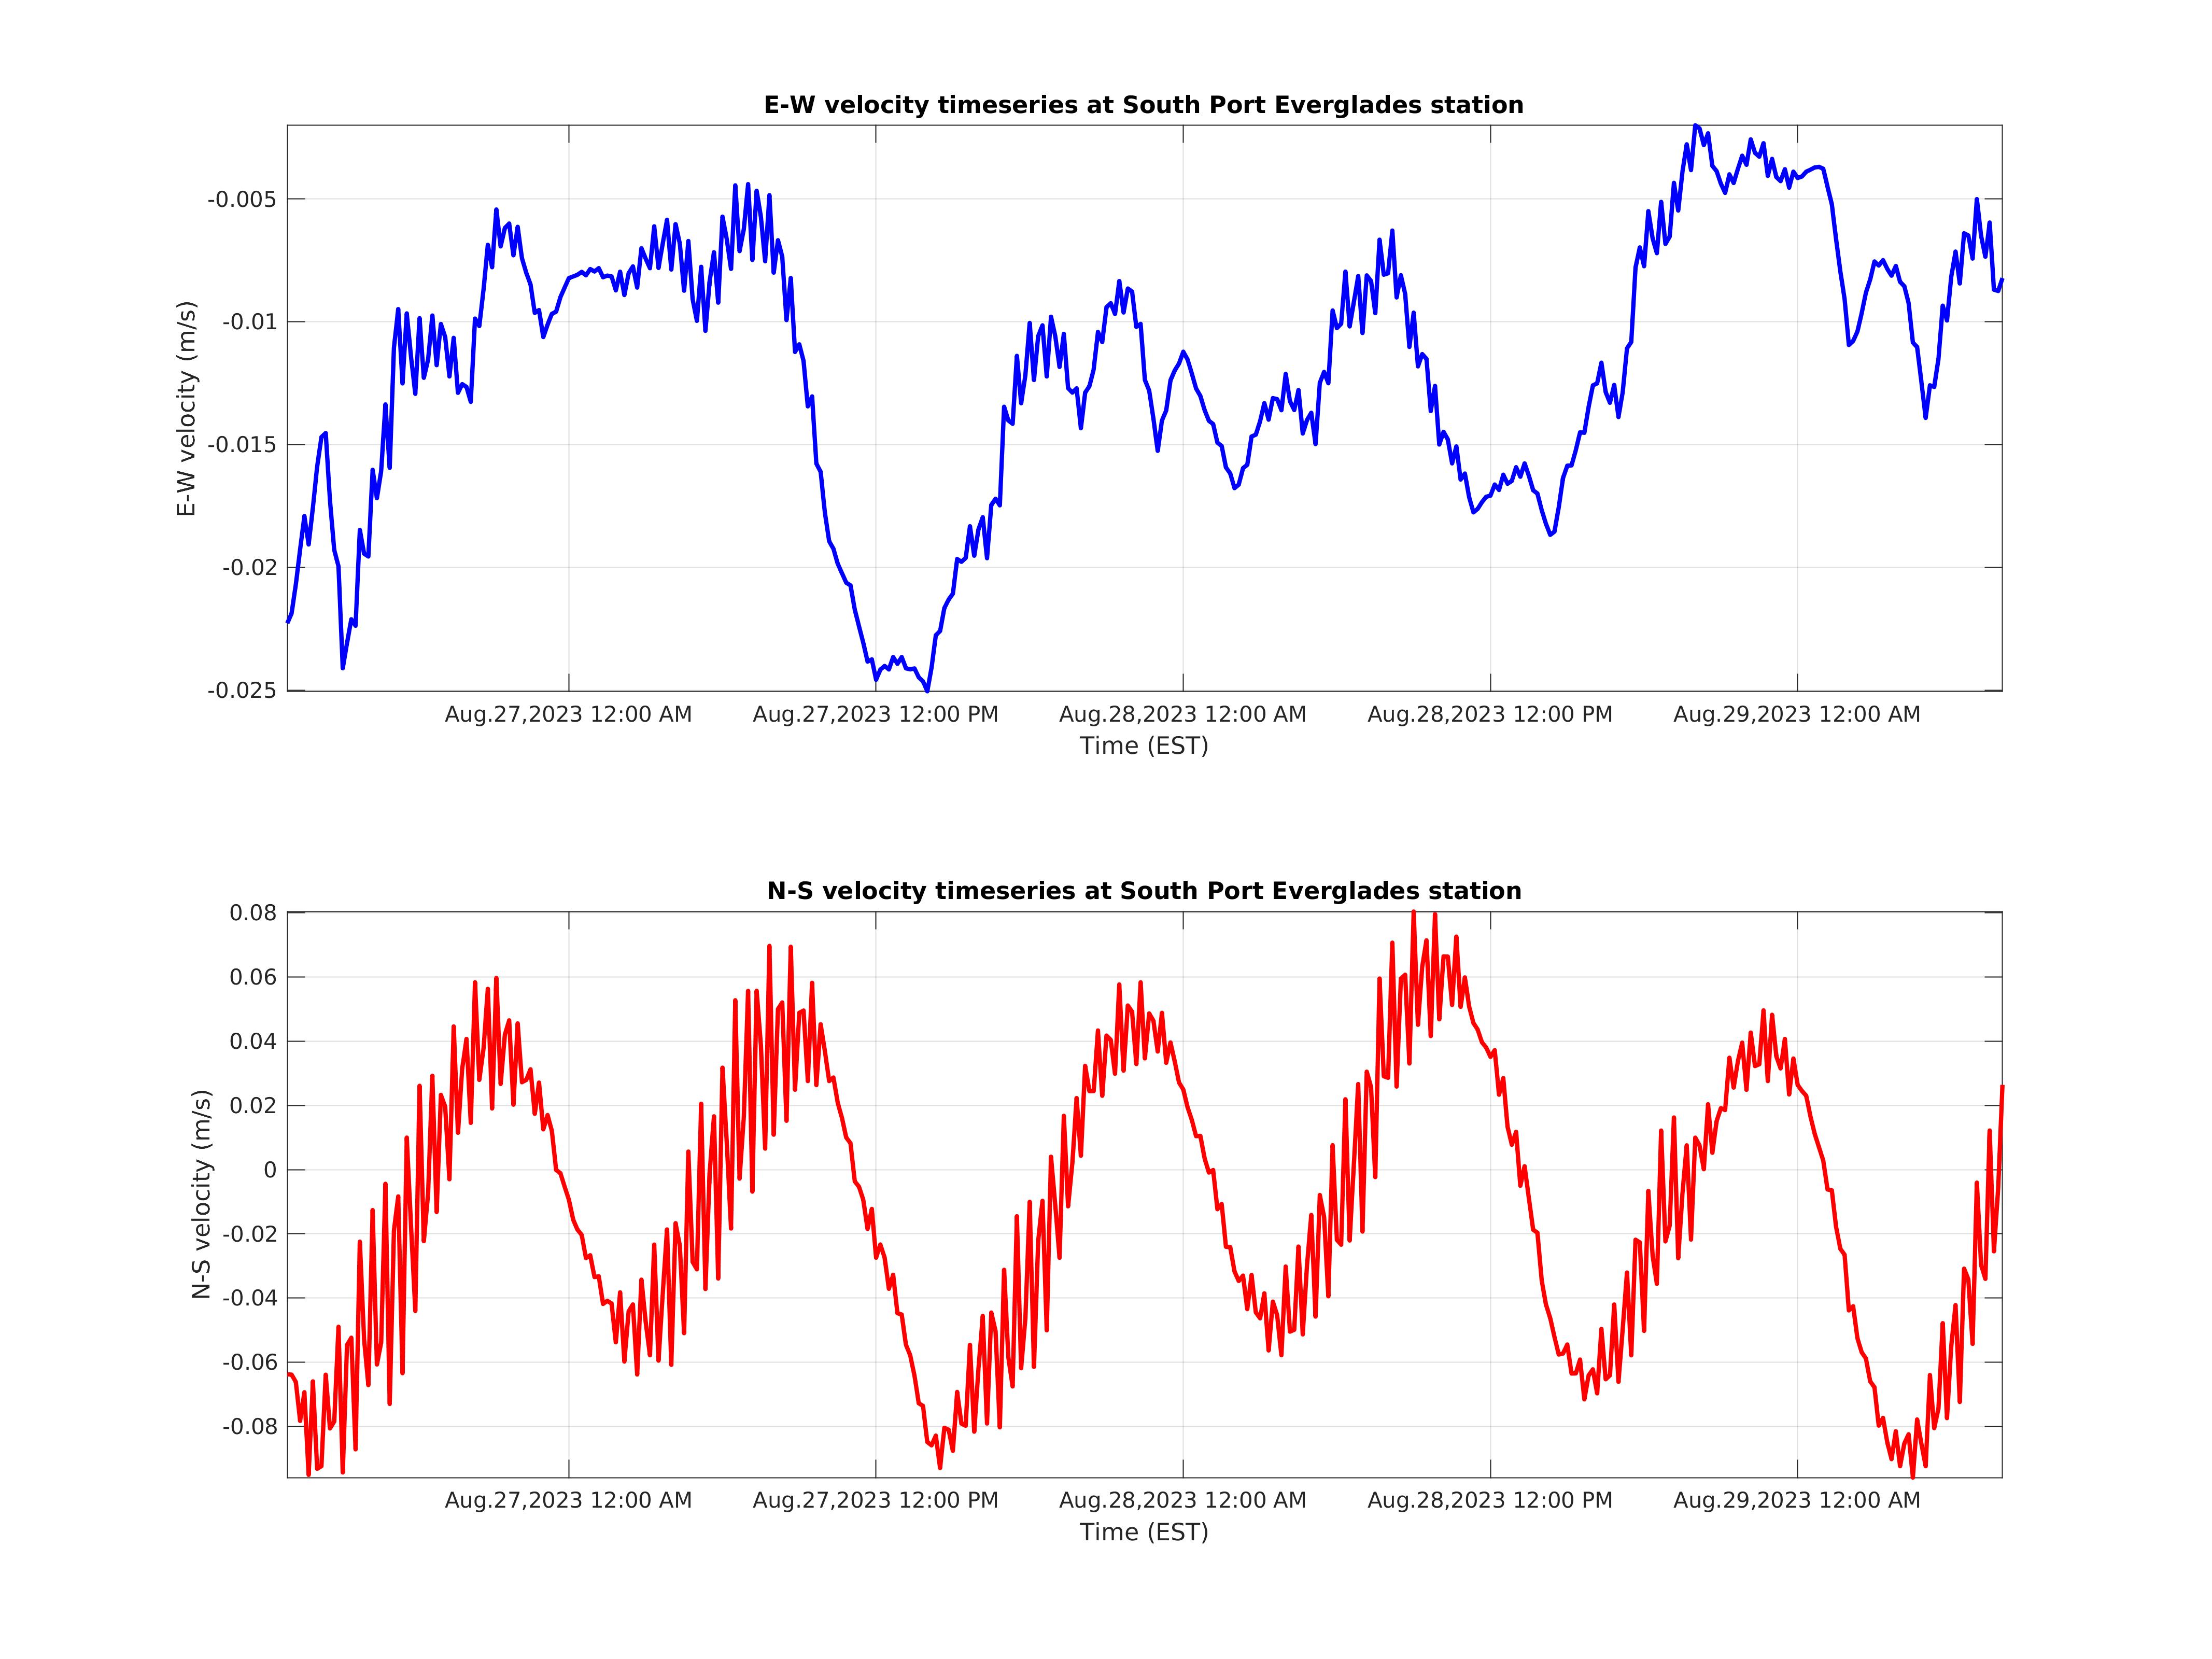 E-W velocity timeseries at South Port Everglades station
-0.005
-0.01
-0.015
-0.02
-0.025
E-W velocity (m/s)
Aug.27,2023 12:00 AM Aug.27,2023 12:00 PM Aug.28,2023 12:00 AM Aug.28,2023 12:00 PM Aug.29,2023 12:00 AM
Time (EST)
N-S velocity timeseries at South Port Everglades station
0.08
0.06
0.04
0.02
0
-0.02
-0.04
-0.06
-0.08
N-S velocity (m/s)
Aug.27,2023 12:00 AM Aug.27,2023 12:00 PM Aug.28,2023 12:00 AM Aug.28,2023 12:00 PM Aug.29,2023 12:00 AM
Time (EST)